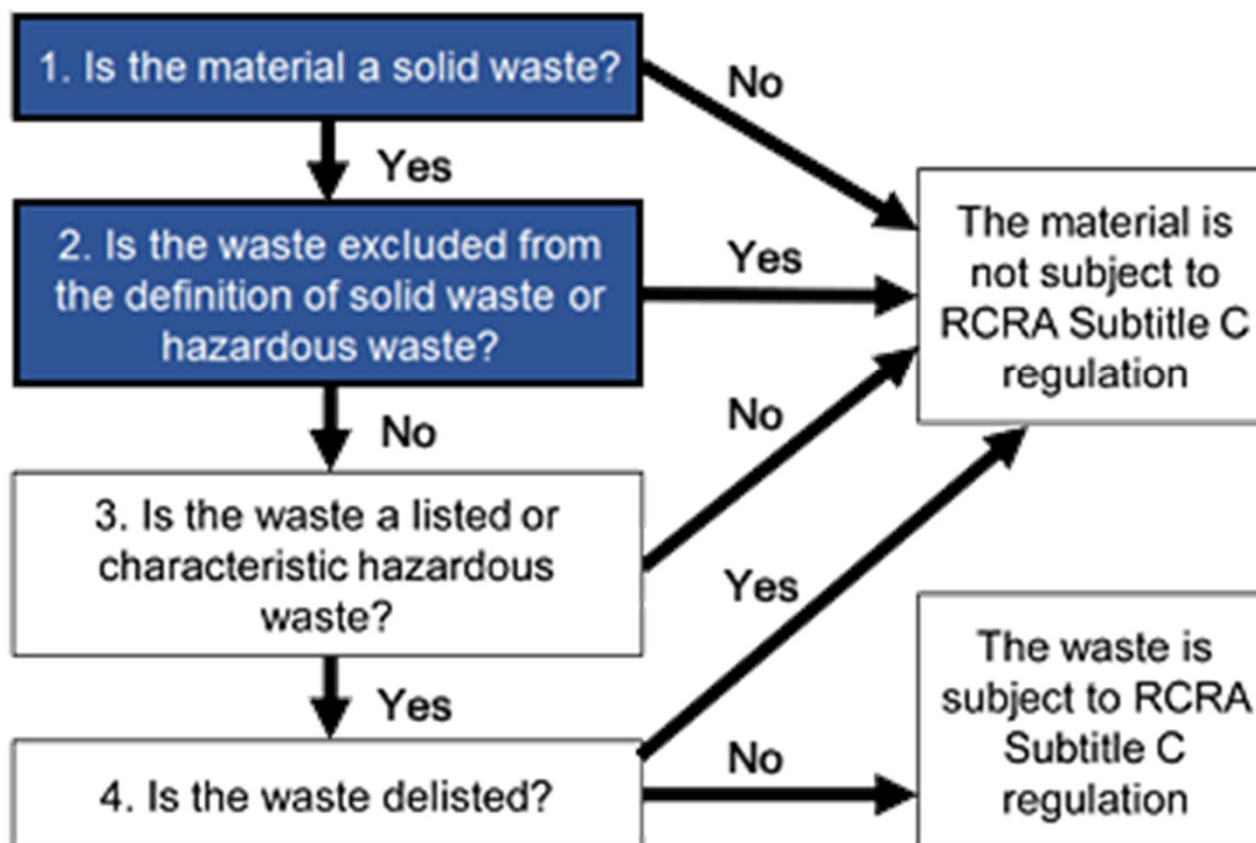 1. Is the material a solid waste?
No
Yes
2. Is the waste excluded from
the definition of solid waste or
hazardous waste?
Yes
The material is
not subject to
RCRA Subtitle C
regulation
No
No
3. Is the waste a listed or
characteristic hazardous
waste?
Yes
Yes
4. Is the waste delisted?
No
The waste is
subject to RCRA
Subtitle C
regulation